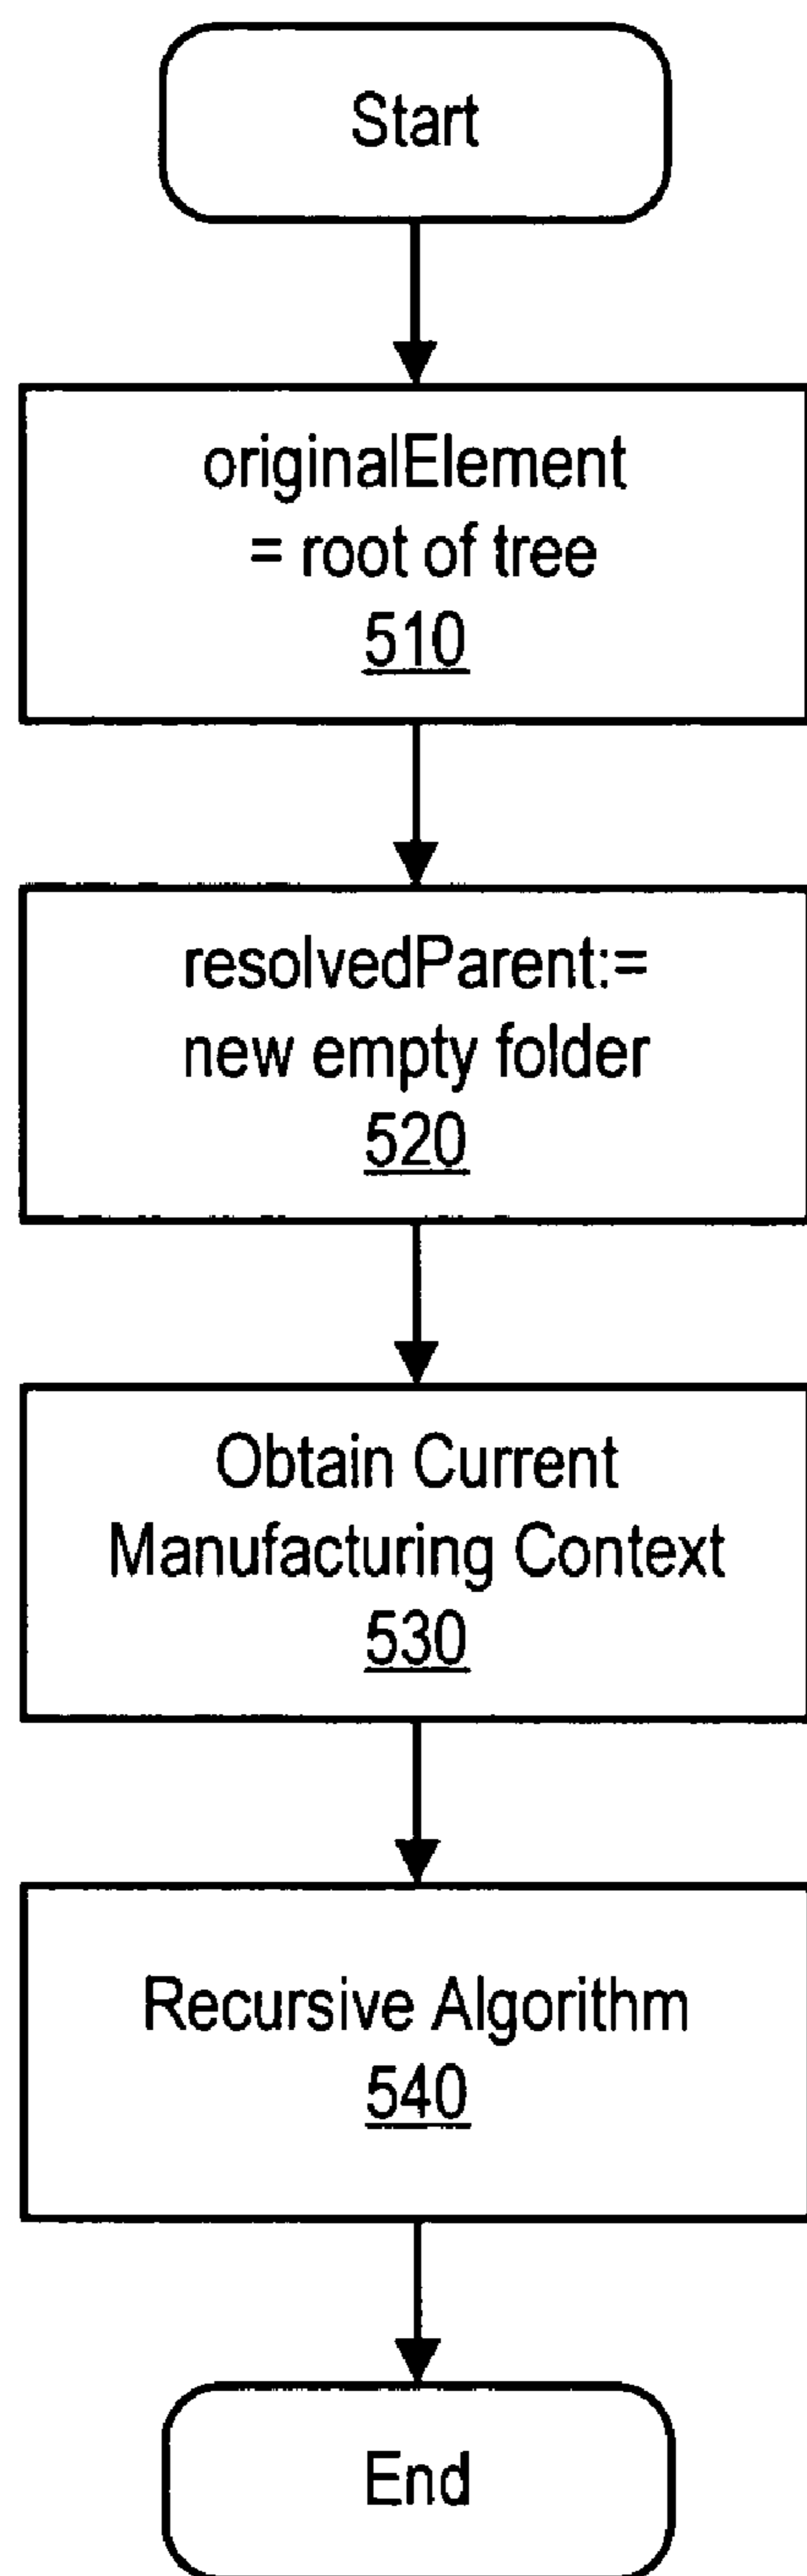 Start
originalElement
= root of tree
510
resolvedParent:=
new empty folder
520
Obtain Current
Manufacturing Context
530
Recursive Algorithm
540
End